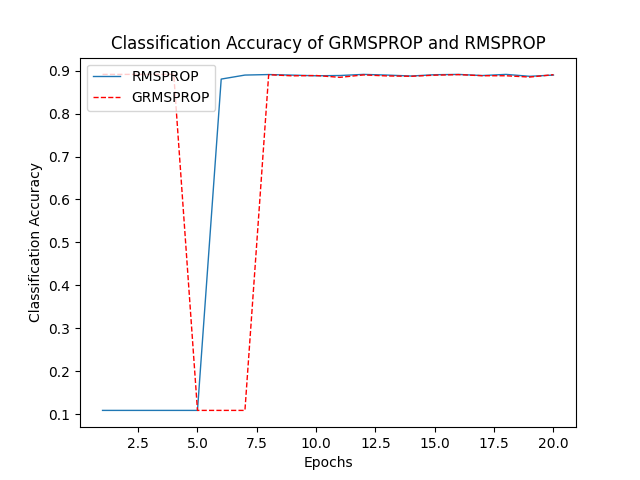 Classification Accuracy of GRMSPROP and RMSPROP
RMSPROP
GRMSPROP
Classification Accuracy
0.9
0.8
0.7
0.6
0.5
0.4
0.3
0.2
0.1
2.5 5.0 7.5 10.0 12.5 15.0 17.5 20.0
Epochs